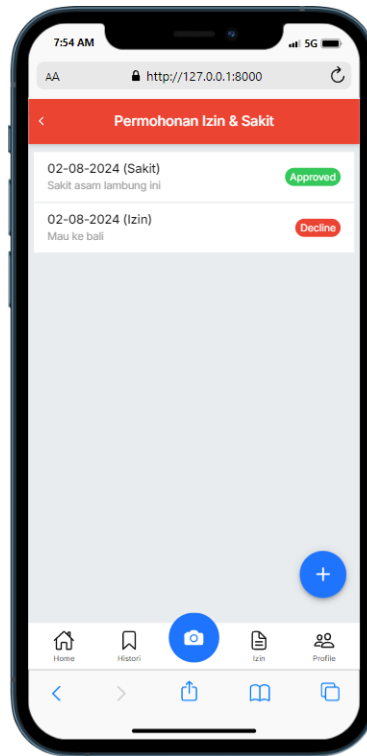 7:54 AM 5G
AA http://127.0.0.1:8000
Permohonan Izin & Sakit
02-08-2024 (Sakit)
Sakit asam lambung ini
Approved
02-08-2024 (Izin)
Mau ke bali
Decline
Home Histori Izin Profile